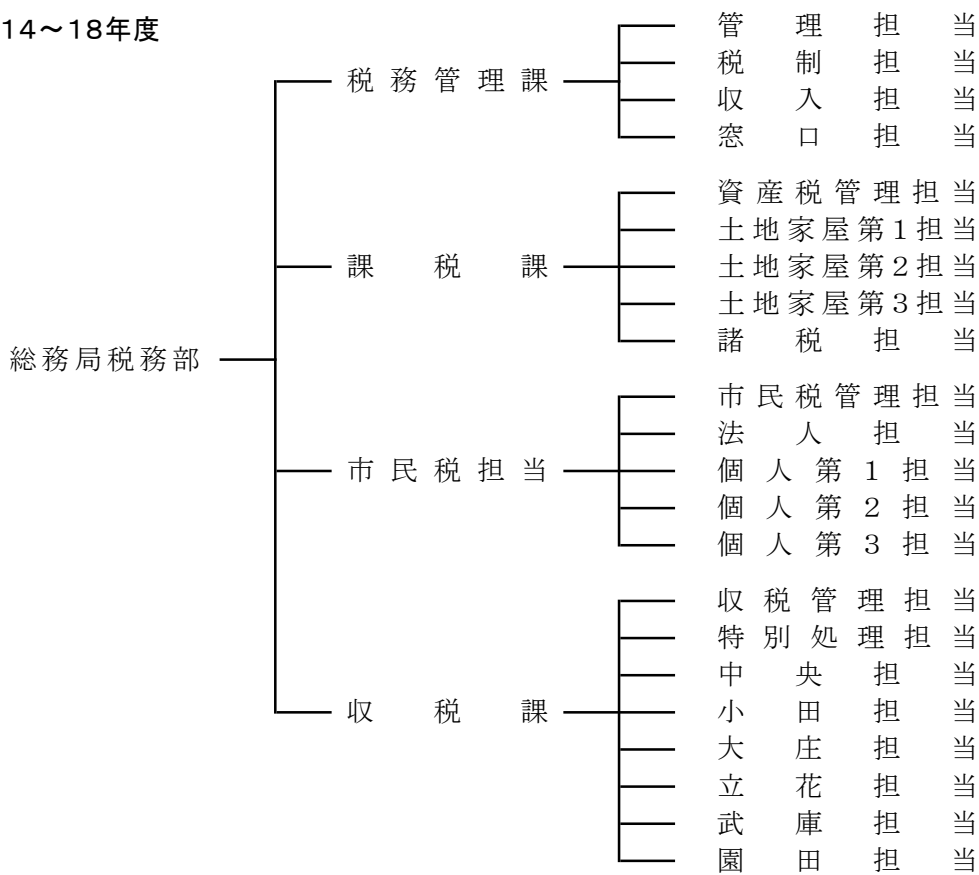 14～18年度
総務局税務部
税務管理課
管理担当
税制担当
収入担当
窓口担当
課税課
資産税管理担当
土地家屋第1担当
土地家屋第2担当
土地家屋第3担当
諸税担当
市民税担当
市民税管理担当
法人担当
個人第1担当
個人第2担当
個人第3担当
収税課
収税管理担当
特別処理担当
中央担当
小田担当
大庄担当
立花担当
武庫担当
園田担当